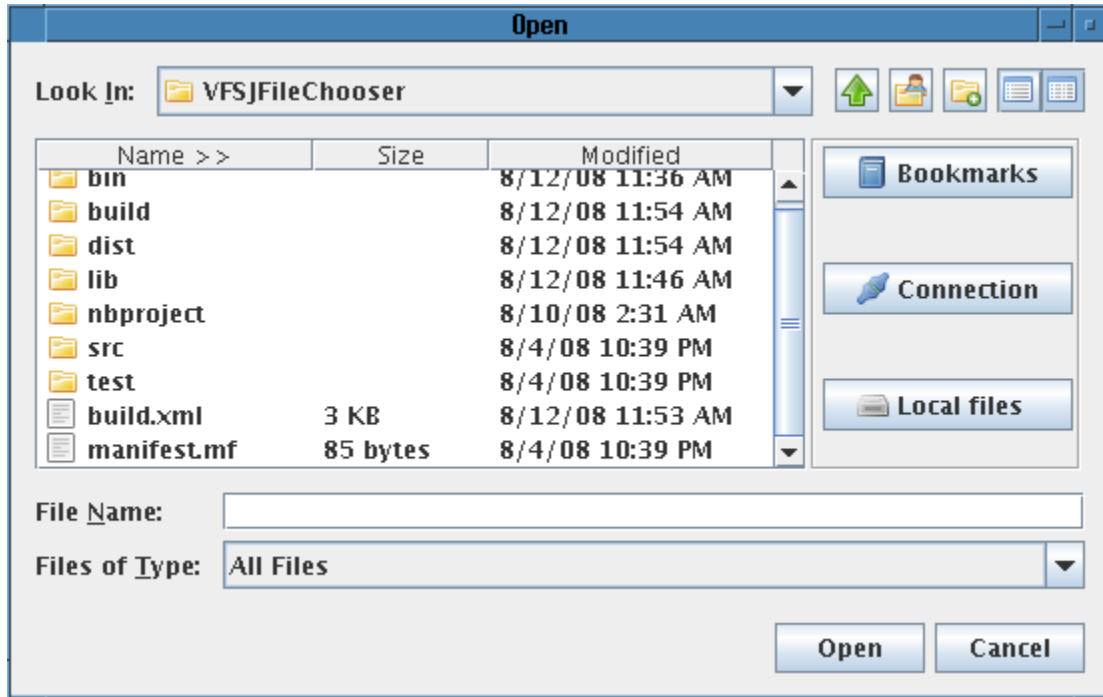 Open
Look In: VFSJFileChooser
Name >> Size Modified
bin 8/12/08 11:36 AM
build 8/12/08 11:54 AM
dist 8/12/08 11:54 AM
lib 8/12/08 11:46 AM
nbproject 8/10/08 2:31 AM
src 8/4/08 10:39 PM
test 8/4/08 10:39 PM
build.xml 3 KB 8/12/08 11:53 AM
manifest.mf 85 bytes 8/4/08 10:39 PM
Bookmarks
Connection
Local files
File Name:
Files of Type: All Files
Open Cancel